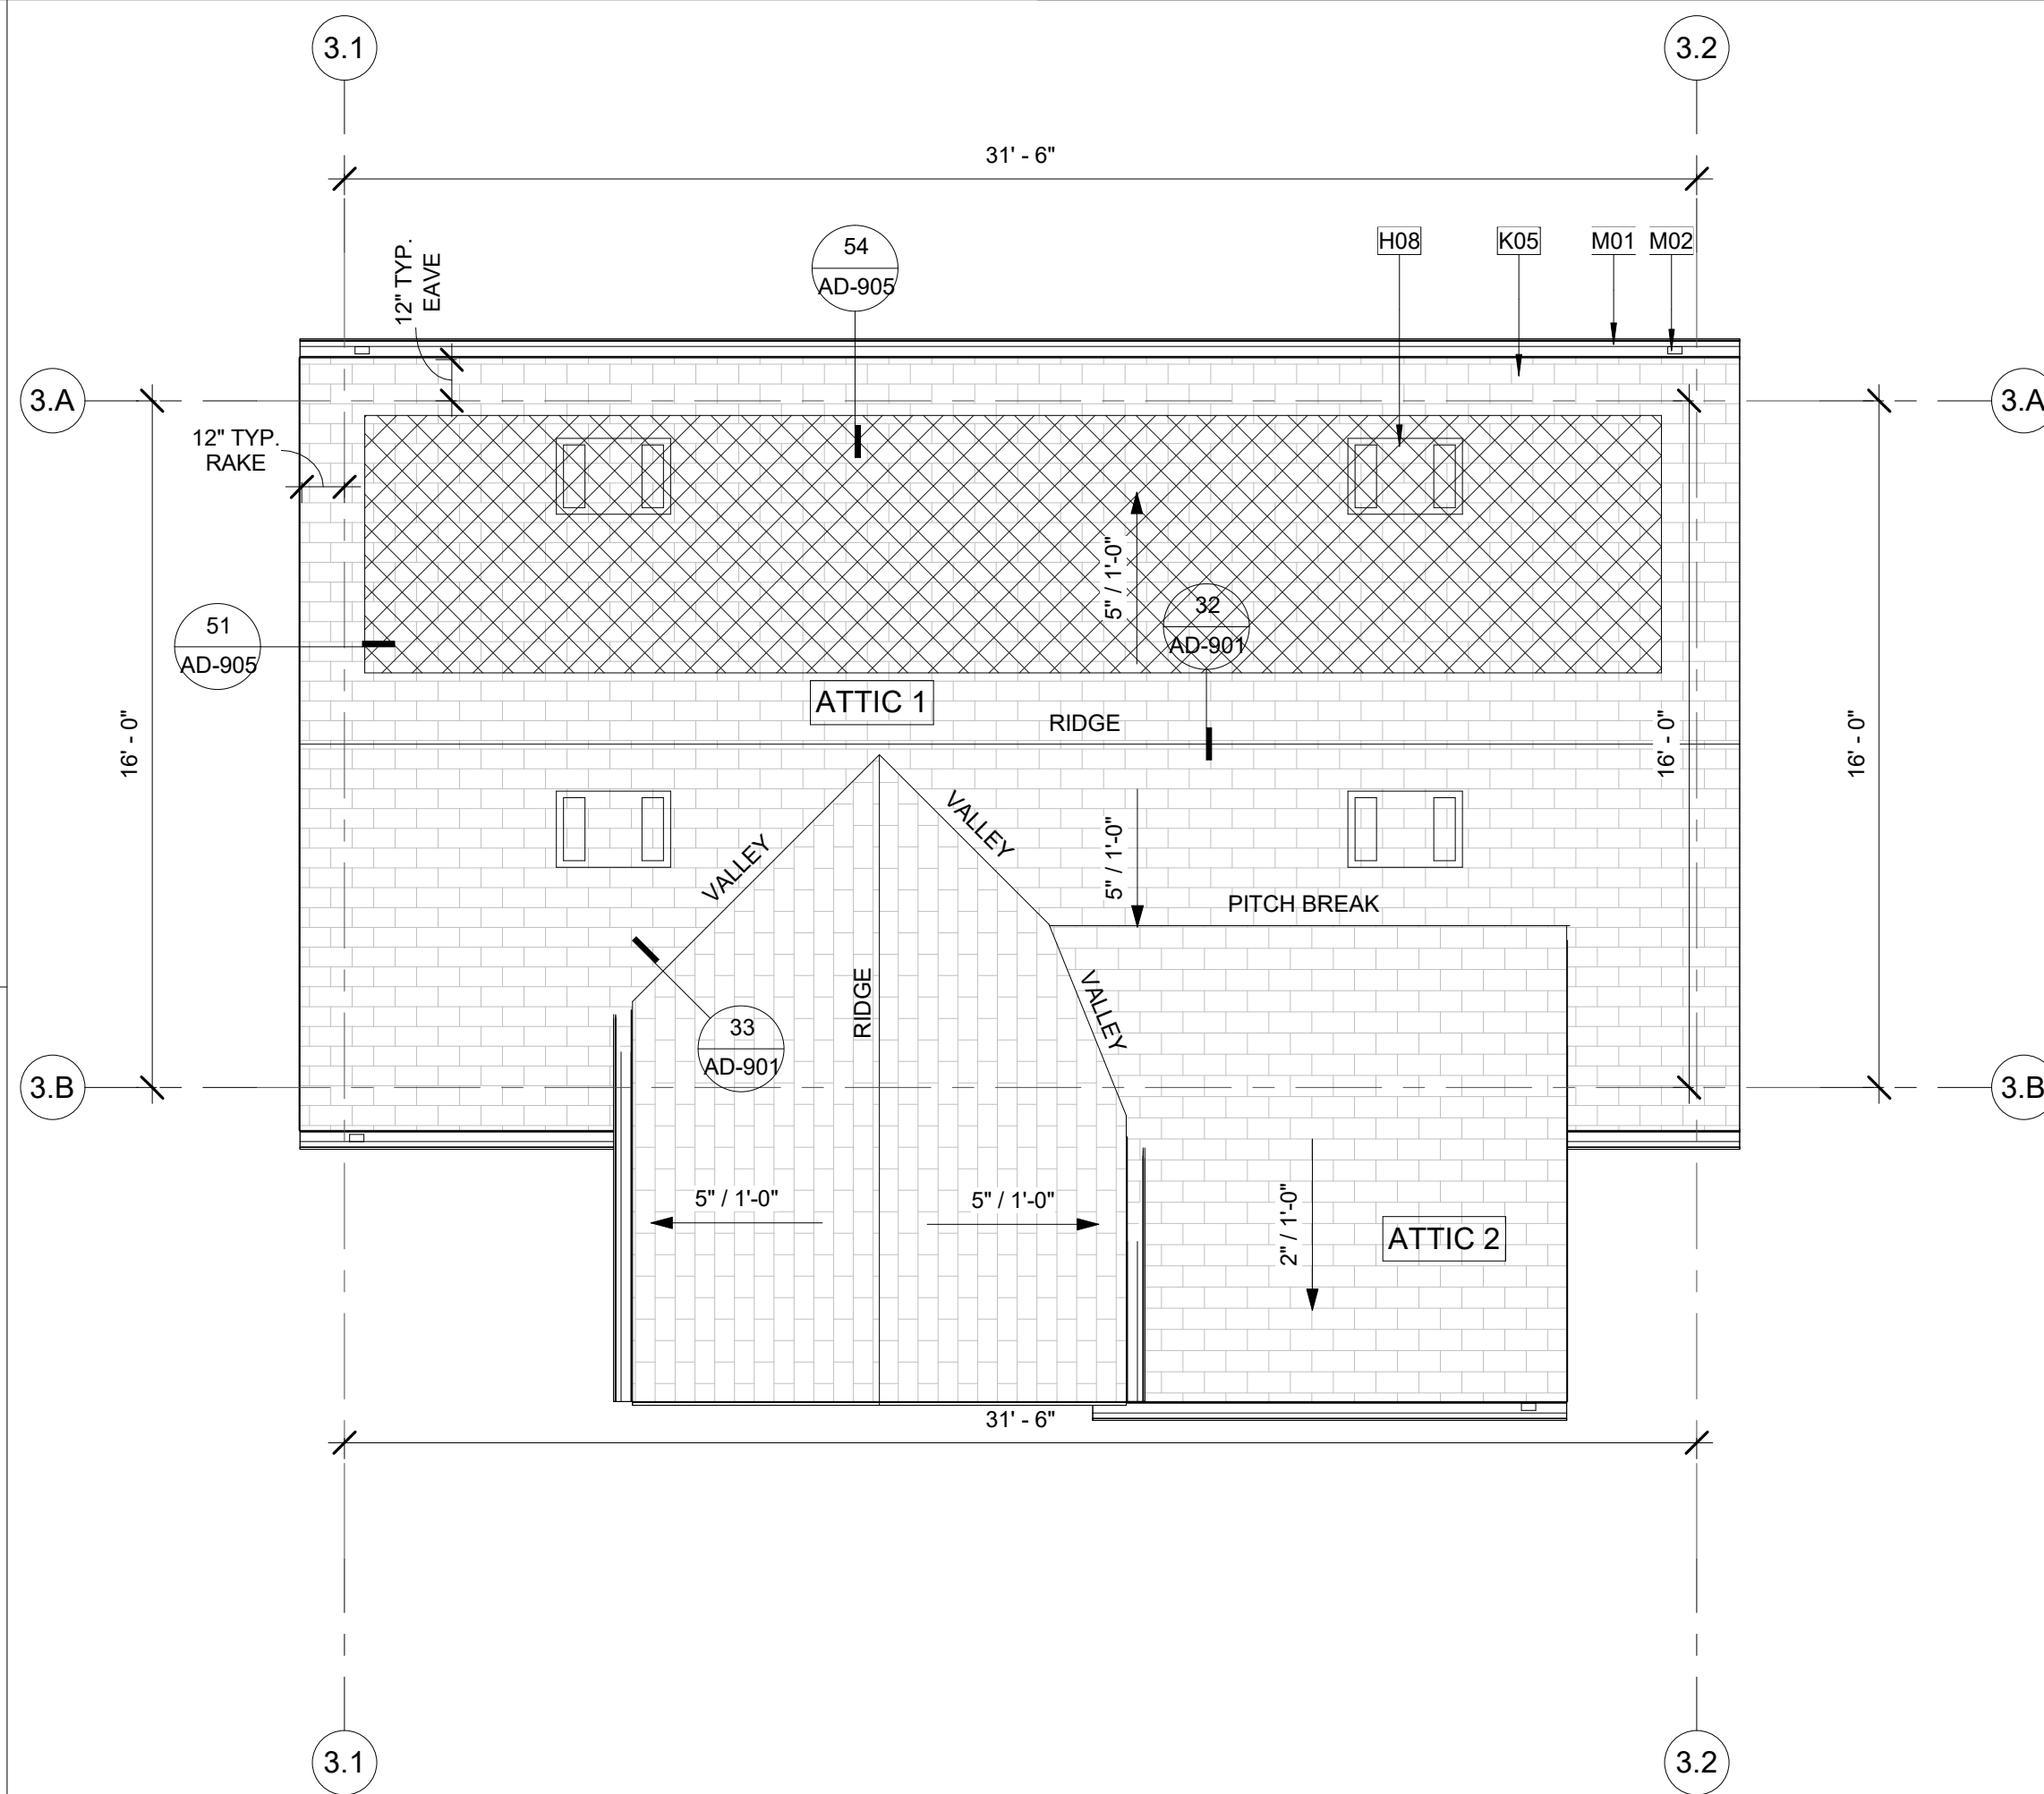 3.1
3.2
31' - 6"
54
AD-905
H08
K05
M01
M02
12" TYP.
EAVE
3.A
3.A
12" TYP.
RAKE
5" / 1'-0"
32
AD-901
51
AD-905
ATTIC 1
RIDGE
16' - 0"
16' - 0"
16' - 0"
VALLEY
VALLEY
5" / 1'-0"
PITCH BREAK
RIDGE
VALLEY
33
AD-901
3.B
3.B
5" / 1'-0"
5" / 1'-0"
2" / 1'-0"
ATTIC 2
31' - 6"
3.1
3.2